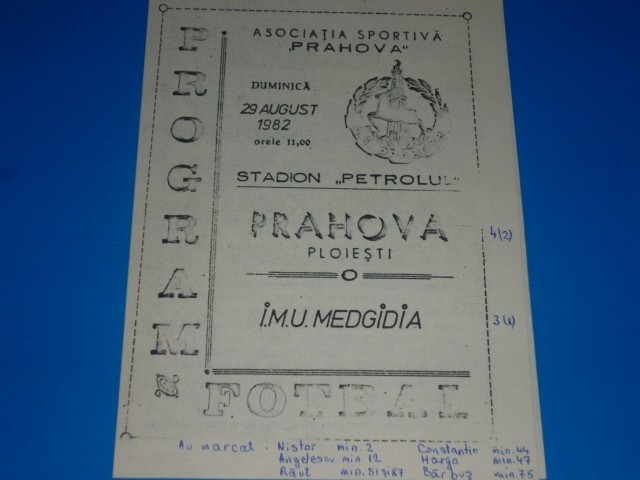 ASOCIAȚIA SPORTIVĂ
„PRAHOVA"
DUMINICĂ
29 AUGUST
1982
orele 11,00
STADION „PETROLUL"
PRAHOVA
PLOIEȘTI
4(2)
I.M.U. MEDGIDIA
3(1)
PROGRAM
FOTBAL
Au marcat: Nistor min. 2 Constantin min. 44
Angelescu min 12 Harga min. 47
Răul min. 51 și 87 Bărbuș min. 75